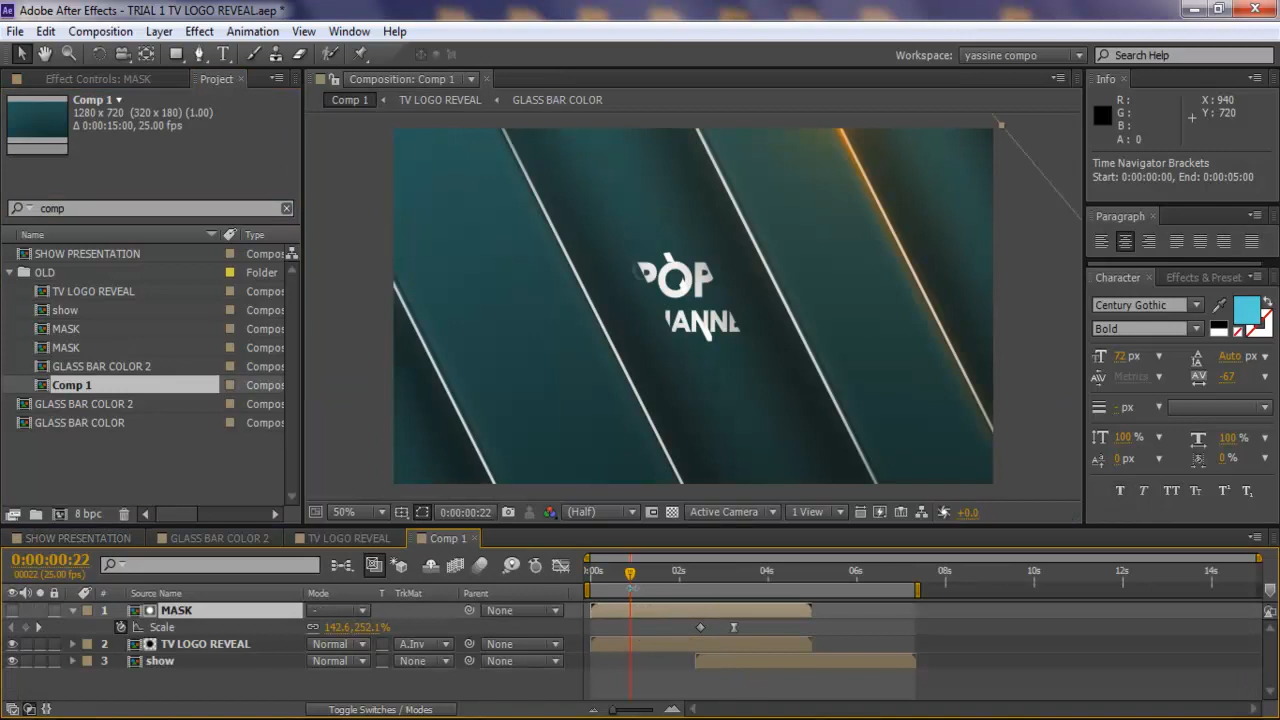 Adobe After Effects - TRIAL 1 TV LOGO REVEAL.aep *
File Edit Composition Layer Effect Animation View Window Help
Workspace: yassine compo Search Help
Effect Controls: MASK Project
Composition: Comp 1
Info
Comp 1
1280 x 720 (320 x 180) (1.00)
Δ 0:00:15:00, 25.00 fps
Comp 1 TV LOGO REVEAL GLASS BAR COLOR
R :
G :
B :
A : 0
X : 940
Y : 720
Time Navigator Brackets
Start: 0:00:00:00, End: 0:00:05:00
comp
Name Type
SHOW PRESENTATION Compos
OLD Folder
TV LOGO REVEAL Compos
show Compos
MASK Compos
MASK Compos
GLASS BAR COLOR 2 Compos
Comp 1 Compos
GLASS BAR COLOR 2 Compos
GLASS BAR COLOR Compos
8 bpc
POP
ANNE
50% 0:00:00:22 (Half) Active Camera 1 View +0.0
Paragraph
Character Effects & Preset
Century Gothic
Bold
72 px Auto px
Metrics -67
- px
100 % 100 %
0 px 0 %
T T TT Tt T¹ T₁
SHOW PRESENTATION GLASS BAR COLOR 2 TV LOGO REVEAL Comp 1
0:00:00:22
00022 (25.00 fps)
:00s 02s 04s 06s 08s 10s 12s 14s
# Source Name Mode T TrkMat Parent
1 MASK - None
Scale 142.6,252.1%
2 TV LOGO REVEAL Normal A.Inv None
3 show Normal None None
Toggle Switches / Modes